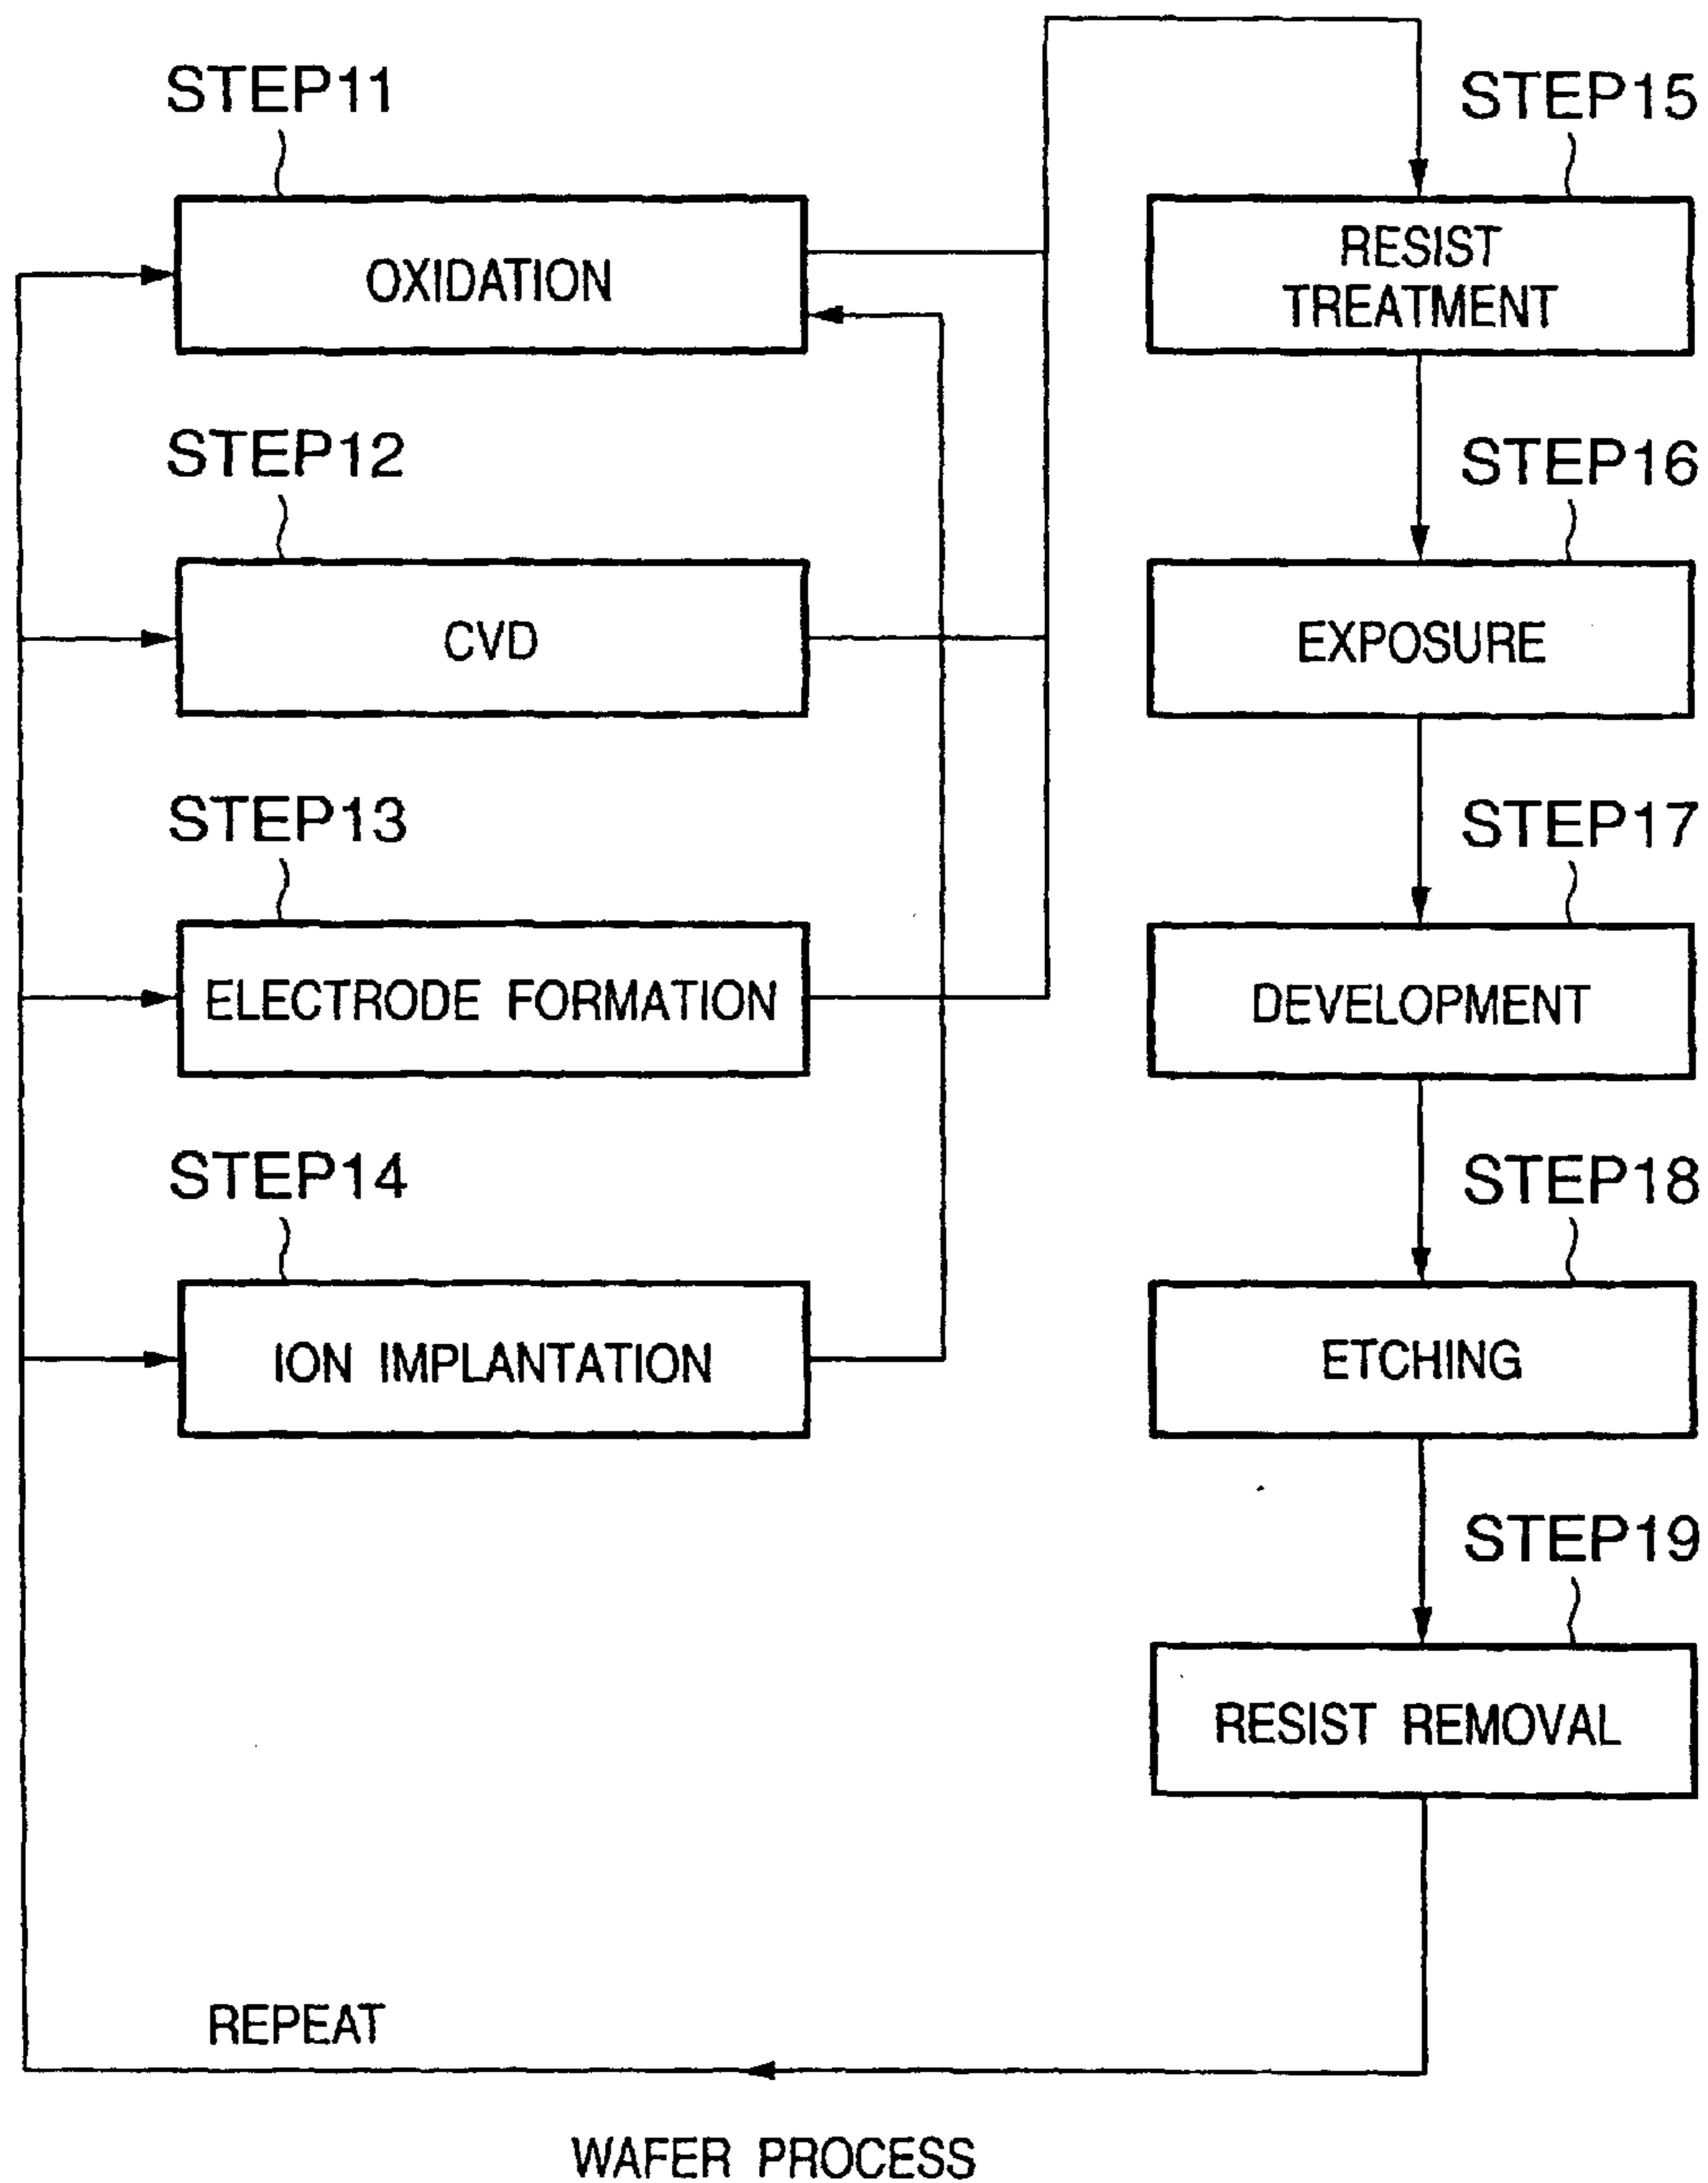 STEP11
OXIDATION
STEP12
CVD
STEP13
ELECTRODE FORMATION
STEP14
ION IMPLANTATION
STEP15
RESIST
TREATMENT
STEP16
EXPOSURE
STEP17
DEVELOPMENT
STEP18
ETCHING
STEP19
RESIST REMOVAL
REPEAT
WAFER PROCESS